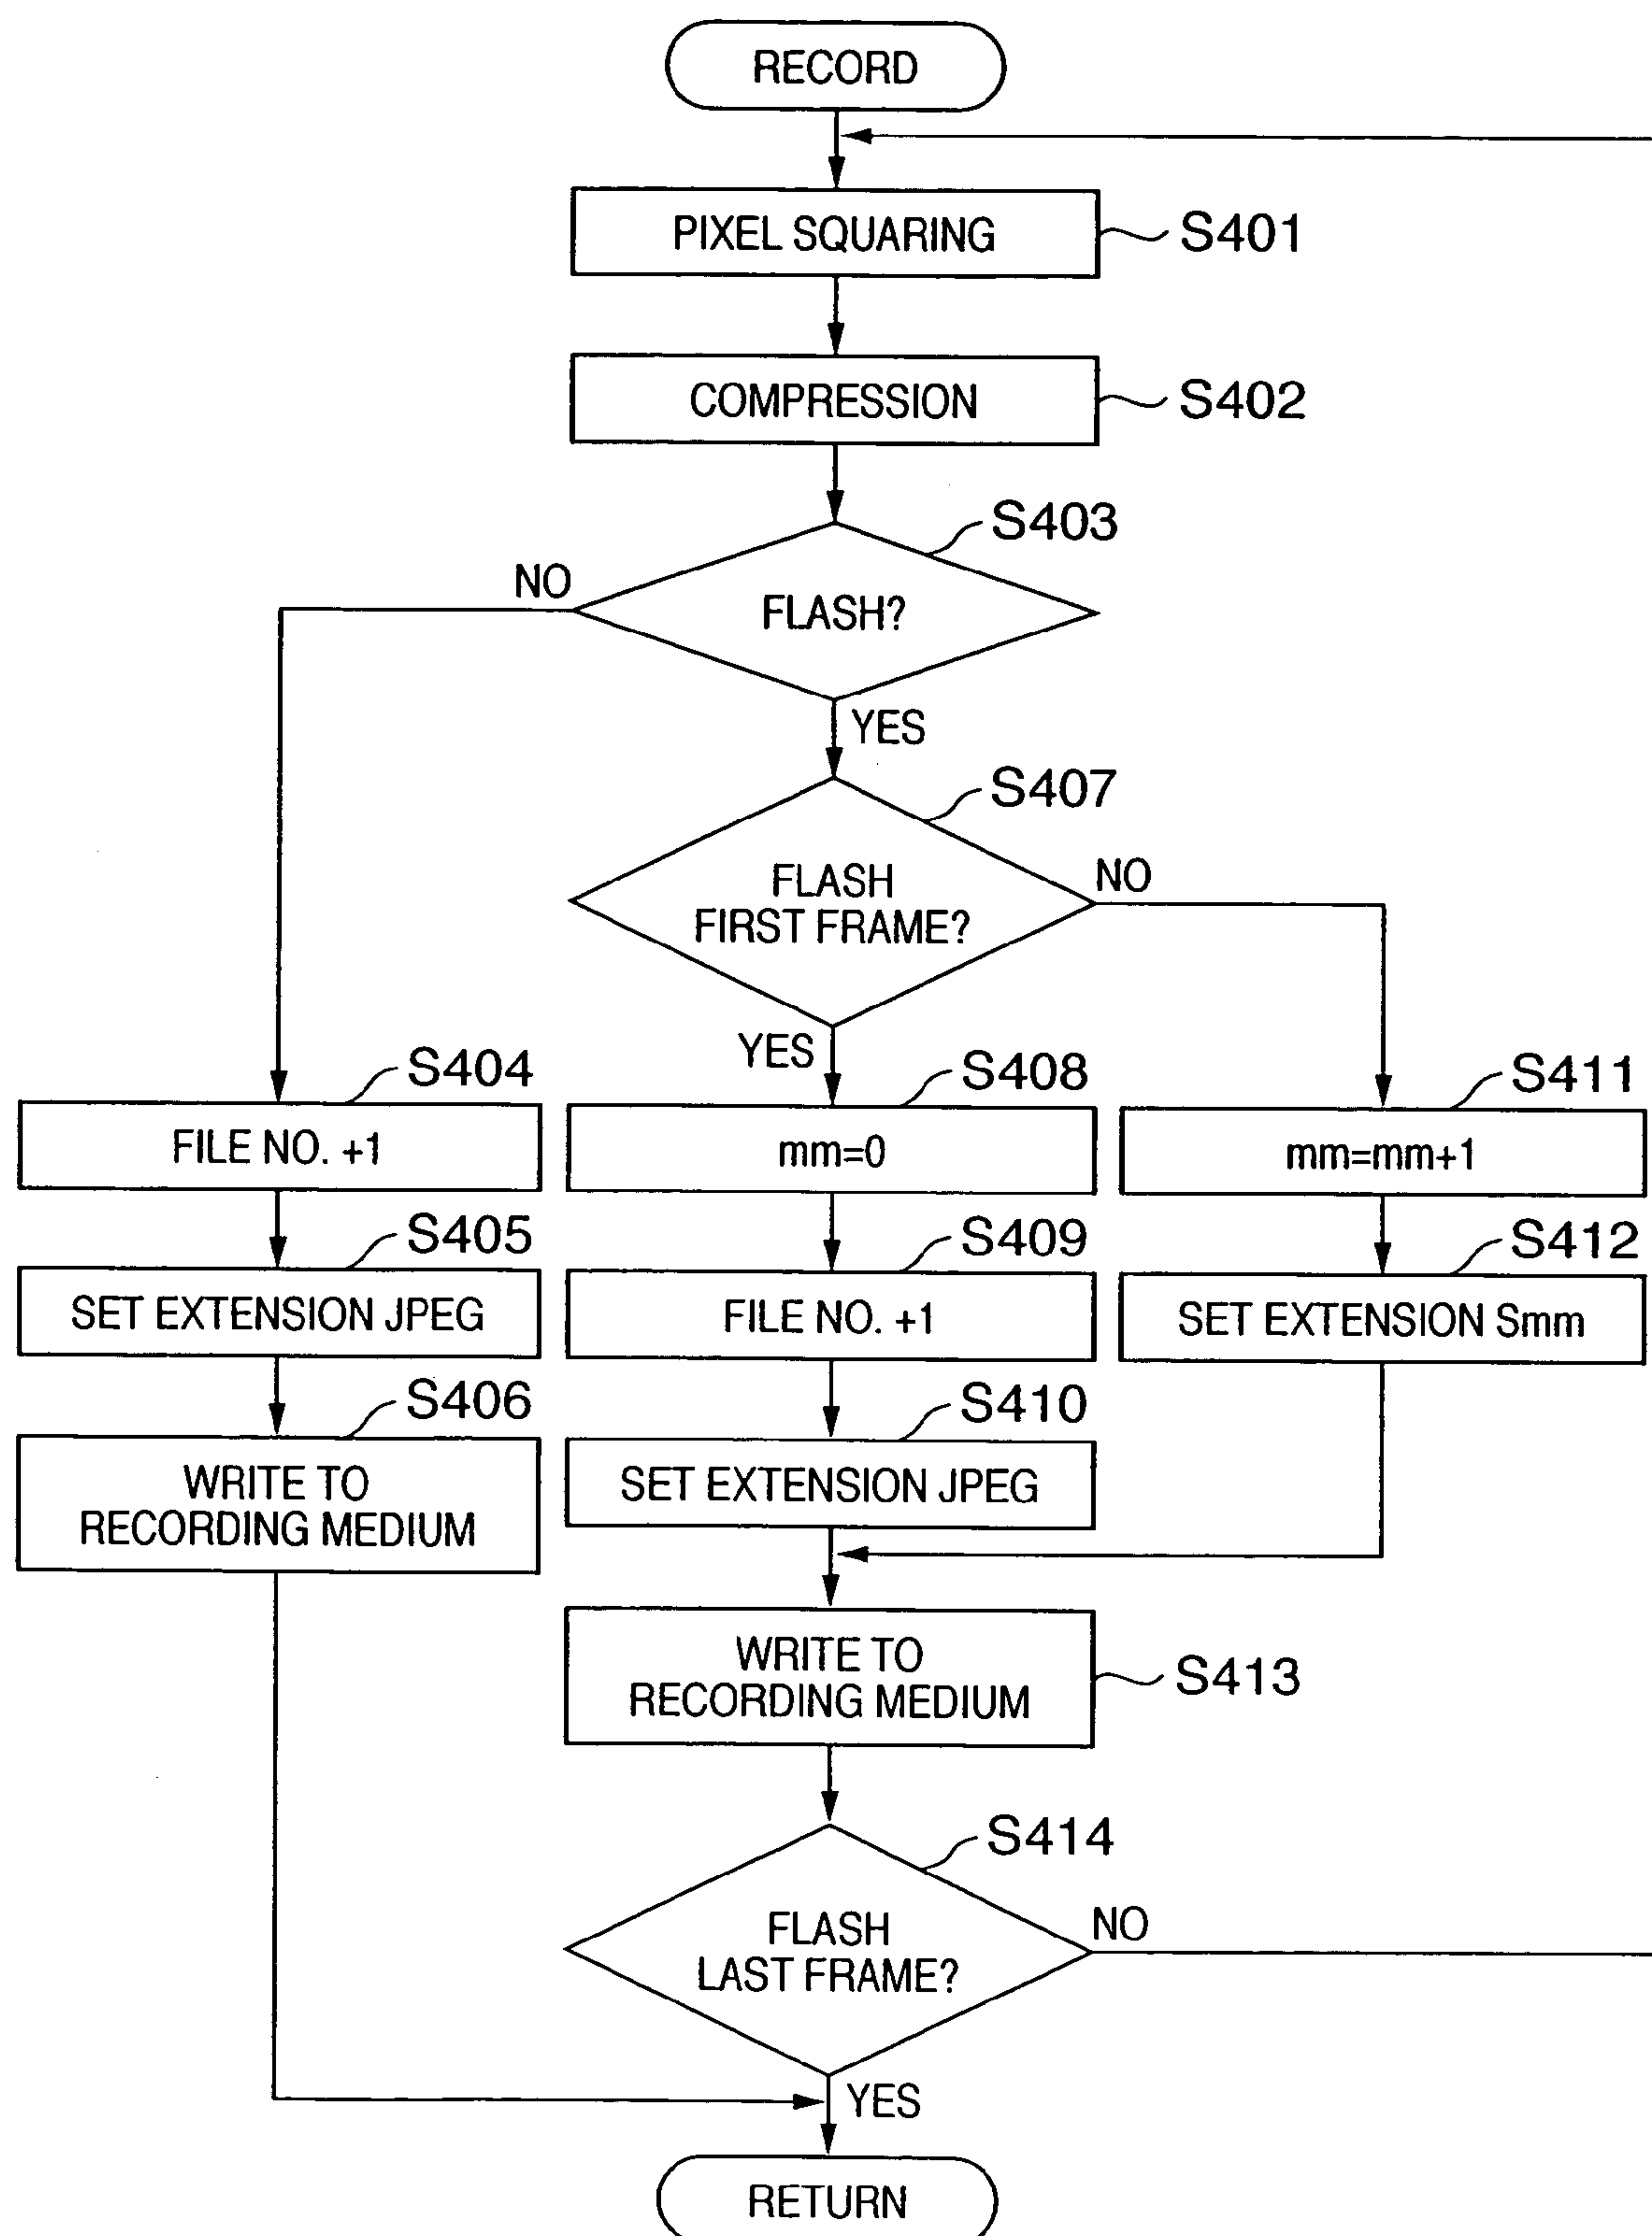 RECORD
PIXEL SQUARING
S401
COMPRESSION
S402
S403
NO
FLASH?
YES
S407
FLASH
FIRST FRAME?
NO
YES
S404
FILE NO. +1
S405
SET EXTENSION JPEG
S406
WRITE TO
RECORDING MEDIUM
S408
mm=0
S409
FILE NO. +1
S410
SET EXTENSION JPEG
S411
mm=mm+1
S412
SET EXTENSION Smm
WRITE TO
RECORDING MEDIUM
S413
S414
FLASH
LAST FRAME?
NO
YES
RETURN